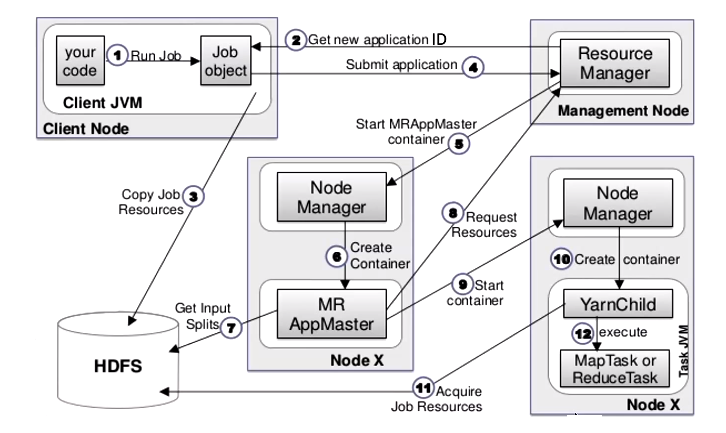 your
code
1
Run Job
Job
object
Client JVM
Client Node
2
Get new application ID
Submit application
4
Resource
Manager
Management Node
Start MRAppMaster
container
5
Copy Job
Resources
3
Node
Manager
6
Create
Container
MR
AppMaster
Node X
Get Input
Splits
7
HDFS
8
Request
Resources
9
Start
container
Node
Manager
10
Create container
YarnChild
12
execute
MapTask or
ReduceTask
Task JVM
Node X
11
Acquire
Job Resources